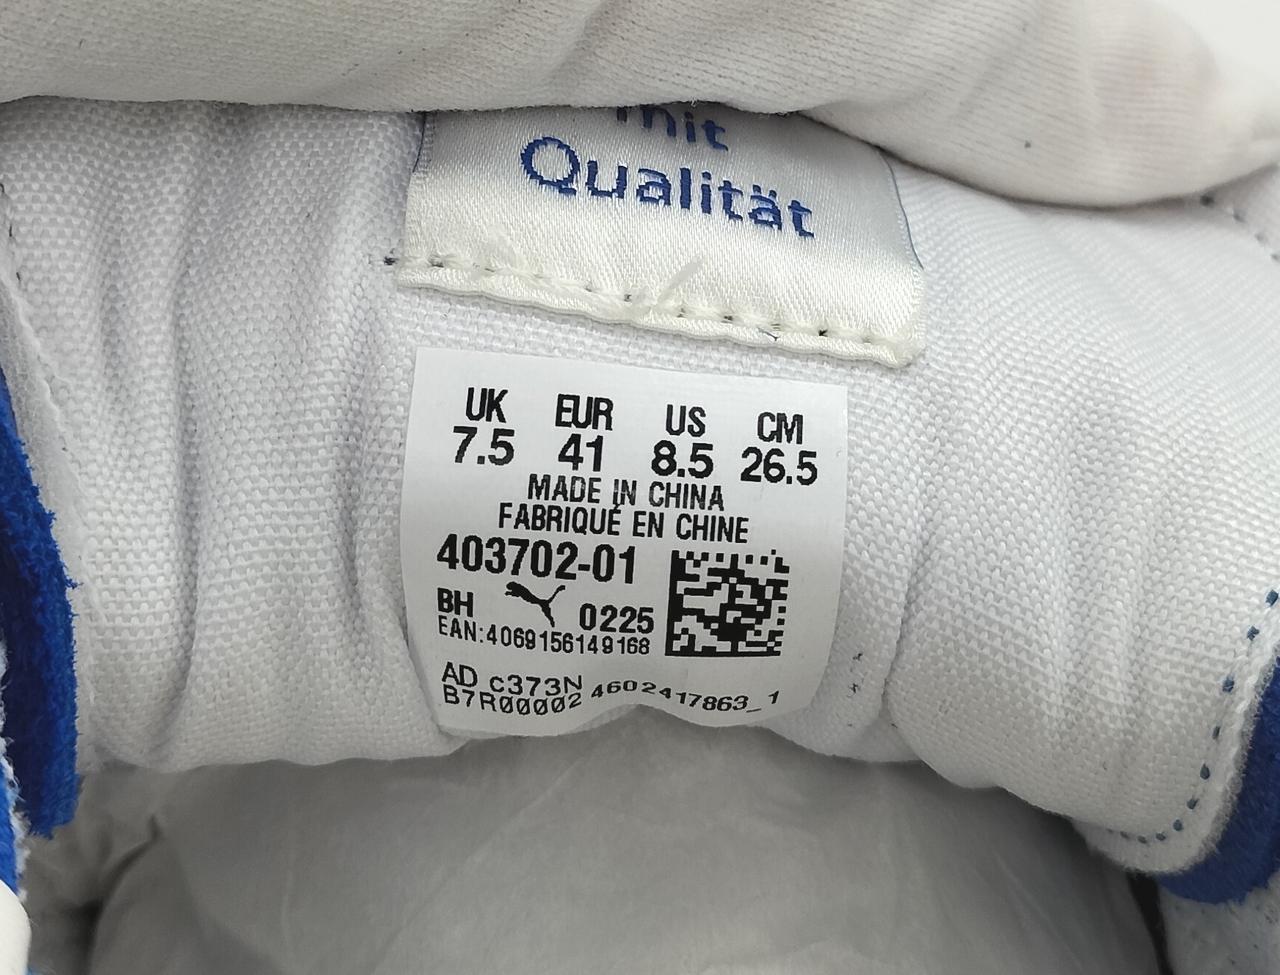 mit
Qualität
UK EUR US CM
7.5 41 8.5 26.5
MADE IN CHINA
FABRIQUÉ EN CHINE
403702-01
BH 0225
EAN:4069156149168
AD c373N
B7R00002 4602417863_1